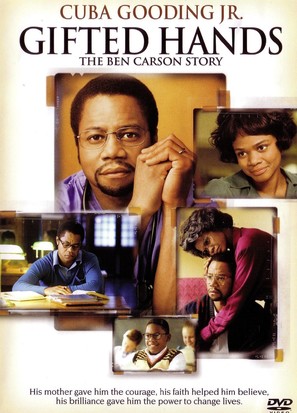 CUBA GOODING JR.
GIFTED HANDS
THE BEN CARSON STORY
His mother gave him the courage, his faith helped him believe,
his brilliance gave him the power to change lives.
DVD